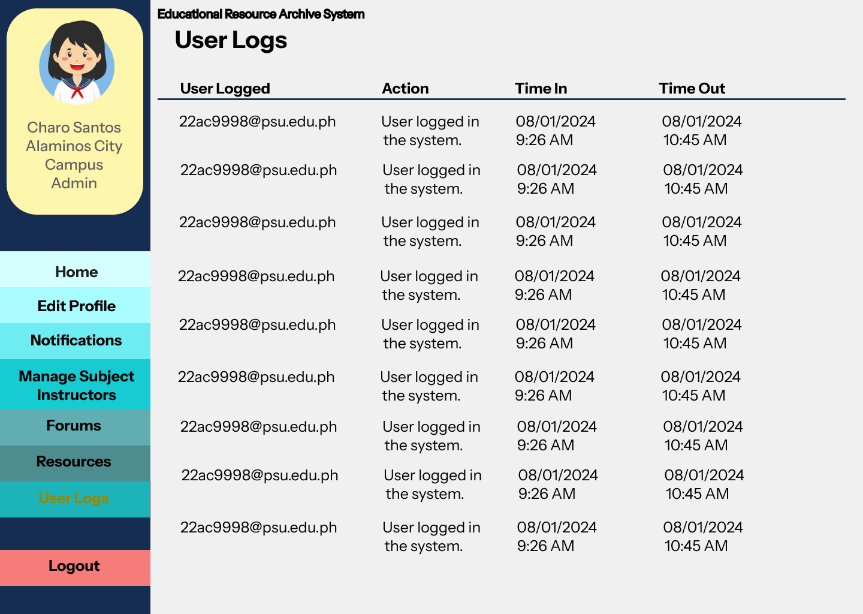 Educational Resource Archive System
User Logs
Charo Santos
Alaminos City
Campus
Admin
Home
Edit Profile
Notifications
Manage Subject
Instructors
Forums
Resources
User Logs
Logout
User Logged Action Time In Time Out
22ac9998@psu.edu.ph User logged in 08/01/2024 08/01/2024
the system. 9:26 AM 10:45 AM
22ac9998@psu.edu.ph User logged in 08/01/2024 08/01/2024
the system. 9:26 AM 10:45 AM
22ac9998@psu.edu.ph User logged in 08/01/2024 08/01/2024
the system. 9:26 AM 10:45 AM
22ac9998@psu.edu.ph User logged in 08/01/2024 08/01/2024
the system. 9:26 AM 10:45 AM
22ac9998@psu.edu.ph User logged in 08/01/2024 08/01/2024
the system. 9:26 AM 10:45 AM
22ac9998@psu.edu.ph User logged in 08/01/2024 08/01/2024
the system. 9:26 AM 10:45 AM
22ac9998@psu.edu.ph User logged in 08/01/2024 08/01/2024
the system. 9:26 AM 10:45 AM
22ac9998@psu.edu.ph User logged in 08/01/2024 08/01/2024
the system. 9:26 AM 10:45 AM
22ac9998@psu.edu.ph User logged in 08/01/2024 08/01/2024
the system. 9:26 AM 10:45 AM